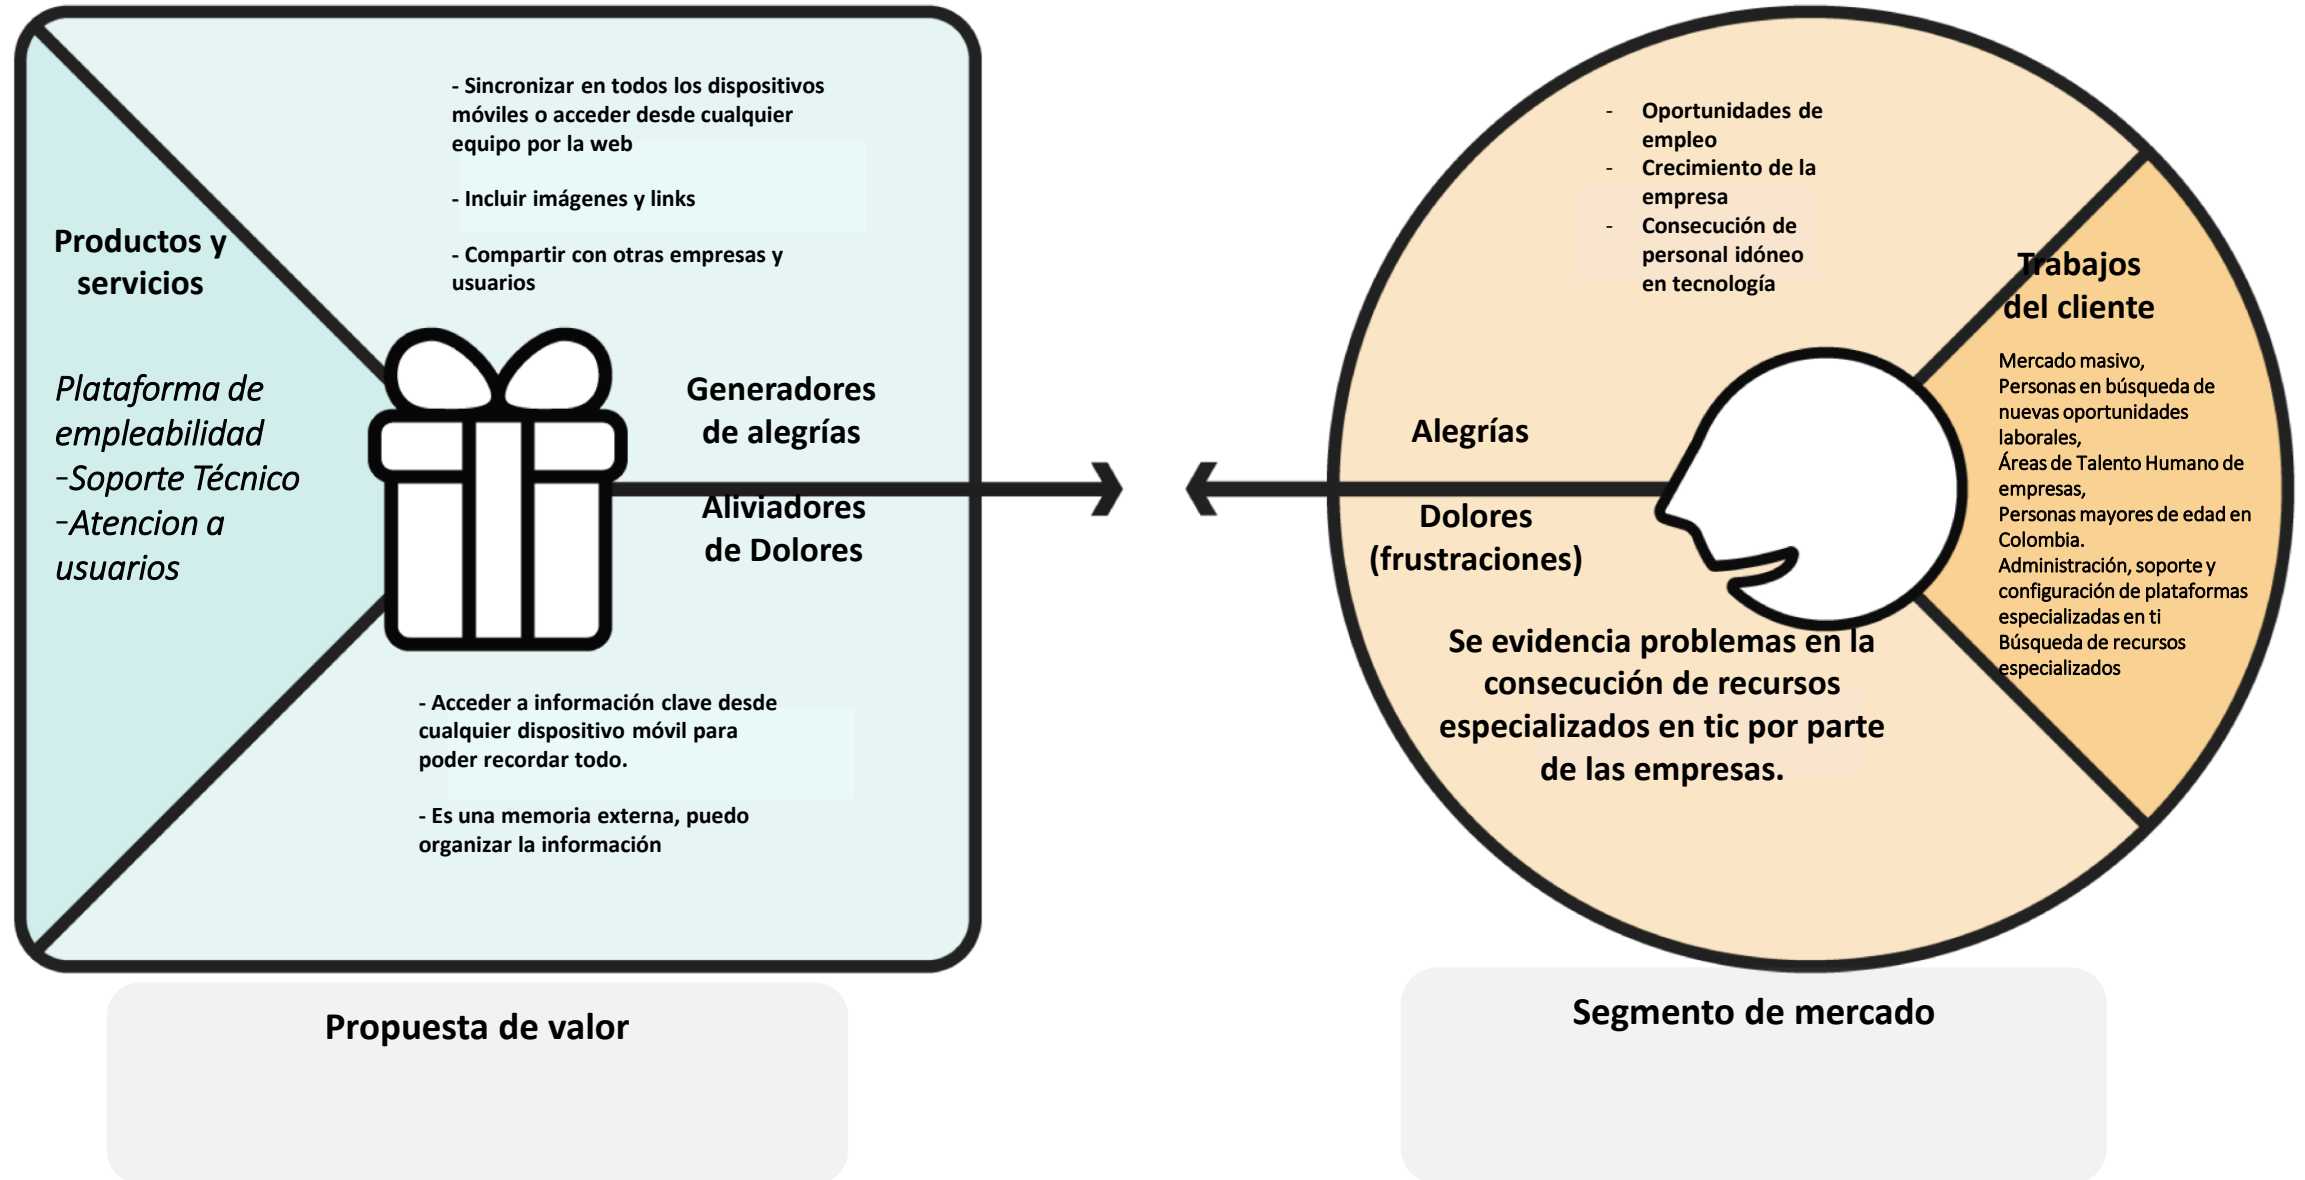 - Sincronizar en todos los dispositivos
móviles o acceder desde cualquier
equipo por la web
- Incluir imágenes y links
- Compartir con otras empresas y
usuarios
Productos y
servicios
Plataforma de
empleabilidad
-Soporte Técnico
-Atencion a
usuarios
Generadores
de alegrías
Aliviadores
de Dolores
- Acceder a información clave desde
cualquier dispositivo móvil para
poder recordar todo.
- Es una memoria externa, puedo
organizar la información
Propuesta de valor
- Oportunidades de
empleo
- Crecimiento de la
empresa
- Consecución de
personal idóneo
en tecnología
Alegrías
Dolores
(frustraciones)
Se evidencia problemas en la
consecución de recursos
especializados en tic por parte
de las empresas.
Trabajos
del cliente
Mercado masivo,
Personas en búsqueda de
nuevas oportunidades
laborales,
Áreas de Talento Humano de
empresas,
Personas mayores de edad en
Colombia.
Administración, soporte y
configuración de plataformas
especializadas en ti
Búsqueda de recursos
especializados
Segmento de mercado